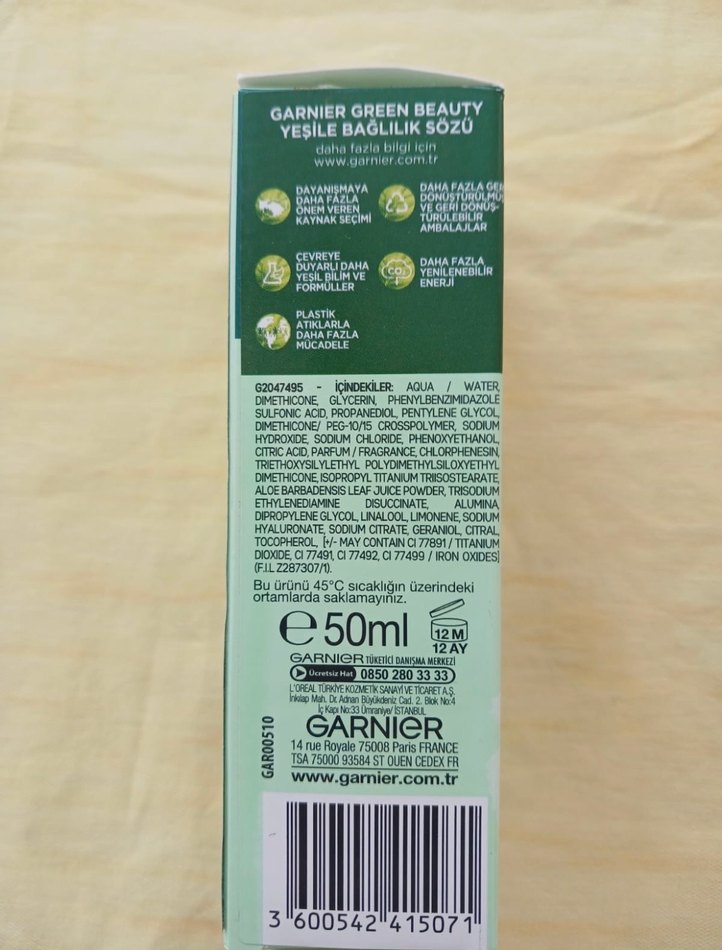 GARNIER GREEN BEAUTY
YEŞİLE BAĞLILIK SÖZÜ
daha fazla bilgi için
www.garnier.com.tr
DAYANIŞMAYA
DAHA FAZLA
ÖNEM VEREN
KAYNAK SEÇİMİ
DAHA FAZLA GERİ
DÖNÜŞTÜRÜLMÜŞ
VE GERİ DÖNÜŞ-
TÜRÜLEBİLİR
AMBALAJLAR
ÇEVREYE
DUYARLI DAHA
YEŞİL BİLİM VE
FORMÜLLER
CO₂
DAHA FAZLA
YENİLENEBİLİR
ENERJİ
PLASTİK
ATIKLARLA
DAHA FAZLA
MÜCADELE
G2047495 - İÇİNDEKİLER: AQUA / WATER,
DIMETHICONE, GLYCERIN, PHENYLBENZIMIDAZOLE
SULFONIC ACID, PROPANEDIOL, PENTYLENE GLYCOL,
DIMETHICONE/ PEG-10/15 CROSSPOLYMER, SODIUM
HYDROXIDE, SODIUM CHLORIDE, PHENOXYETHANOL,
CITRIC ACID, PARFUM / FRAGRANCE, CHLORPHENESIN,
TRIETHOXYSILYLETHYL POLYDIMETHYLSILOXYETHYL
DIMETHICONE, ISOPROPYL TITANIUM TRIISOSTEARATE,
ALOE BARBADENSIS LEAF JUICE POWDER, TRISODIUM
ETHYLENEDIAMINE DISUCCINATE, ALUMINA,
DIPROPYLENE GLYCOL, LINALOOL, LIMONENE, SODIUM
HYALURONATE, SODIUM CITRATE, GERANIOL, CITRAL,
TOCOPHEROL, [+/- MAY CONTAIN CI 77891 / TITANIUM
DIOXIDE, CI 77491, CI 77492, CI 77499 / IRON OXIDES]
(F.I.L Z287307/1).
Bu ürünü 45°C sıcaklığın üzerindeki
ortamlarda saklamayınız.
℮ 50ml
12 M
12 AY
GARNIER TÜKETİCİ DANIŞMA MERKEZİ
Ücretsiz Hat 0850 280 33 33
L'OREAL TÜRKİYE KOZMETİK SANAYİ VE TİCARET A.Ş.
İnkılap Mah. Dr. Adnan Büyükdeniz Cad. 2. Blok No:4
İç Kapı No:33 Ümraniye/ İSTANBUL
GARNIER
14 rue Royale 75008 Paris FRANCE
TSA 75000 93584 ST OUEN CEDEX FR
www.garnier.com.tr
GAR00510
3 600542 415071